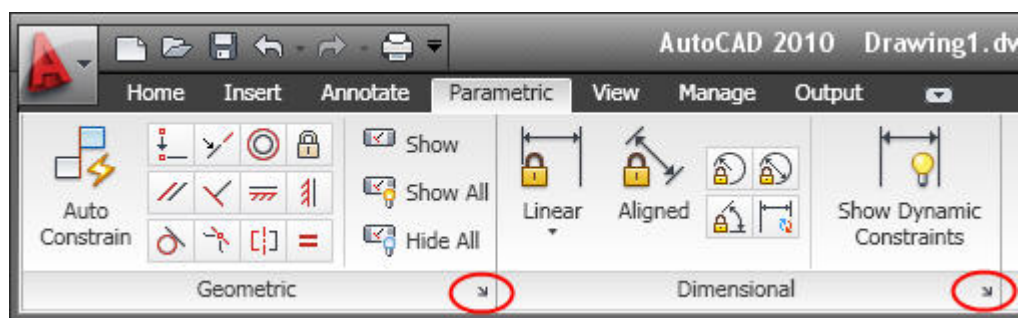 AutoCAD 2010 Drawing1.dw
Home Insert Annotate Parametric View Manage Output
Auto
Constrain
Show
Show All
Hide All
Linear
Aligned
Show Dynamic
Constraints
Geometric
Dimensional